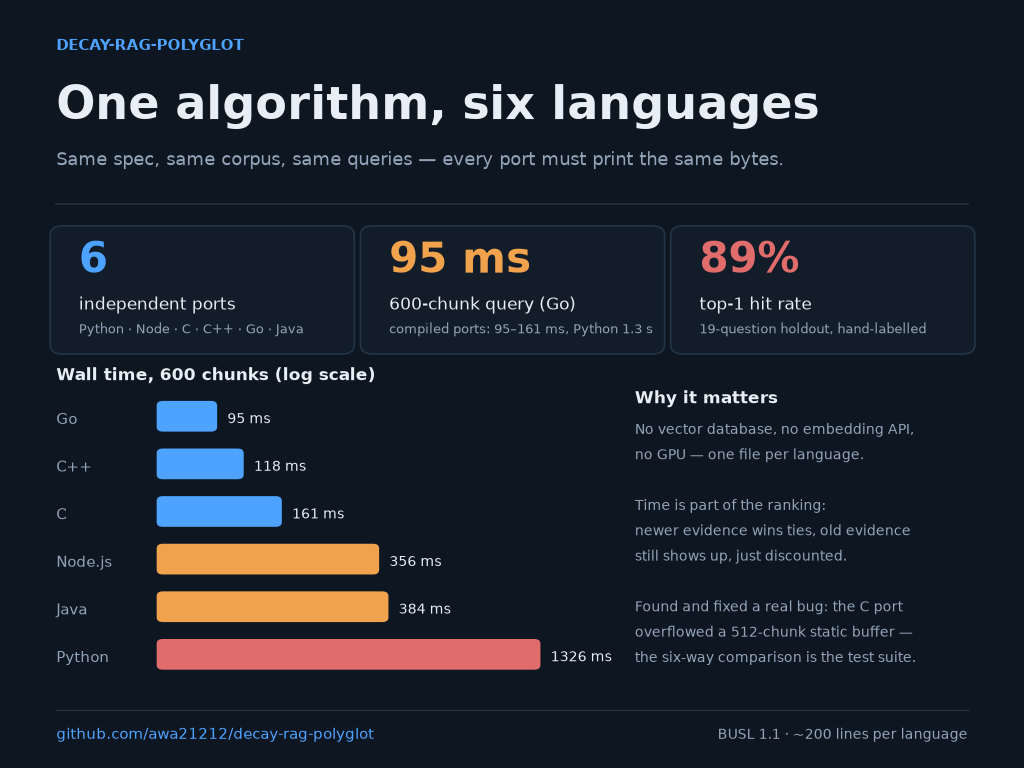 DECAY-RAG-POLYGLOT
One algorithm, six languages
Same spec, same corpus, same queries — every port must print the same bytes.
6
independent ports
Python · Node · C · C++ · Go · Java
95 ms
600-chunk query (Go)
compiled ports: 95–161 ms, Python 1.3 s
89%
top-1 hit rate
19-question holdout, hand-labelled
Wall time, 600 chunks (log scale)
Go 95 ms
C++ 118 ms
C 161 ms
Node.js 356 ms
Java 384 ms
Python 1326 ms
Why it matters
No vector database, no embedding API,
no GPU — one file per language.
Time is part of the ranking:
newer evidence wins ties, old evidence
still shows up, just discounted.
Found and fixed a real bug: the C port
overflowed a 512-chunk static buffer —
the six-way comparison is the test suite.
github.com/awa21212/decay-rag-polyglot
BUSL 1.1 · ~200 lines per language